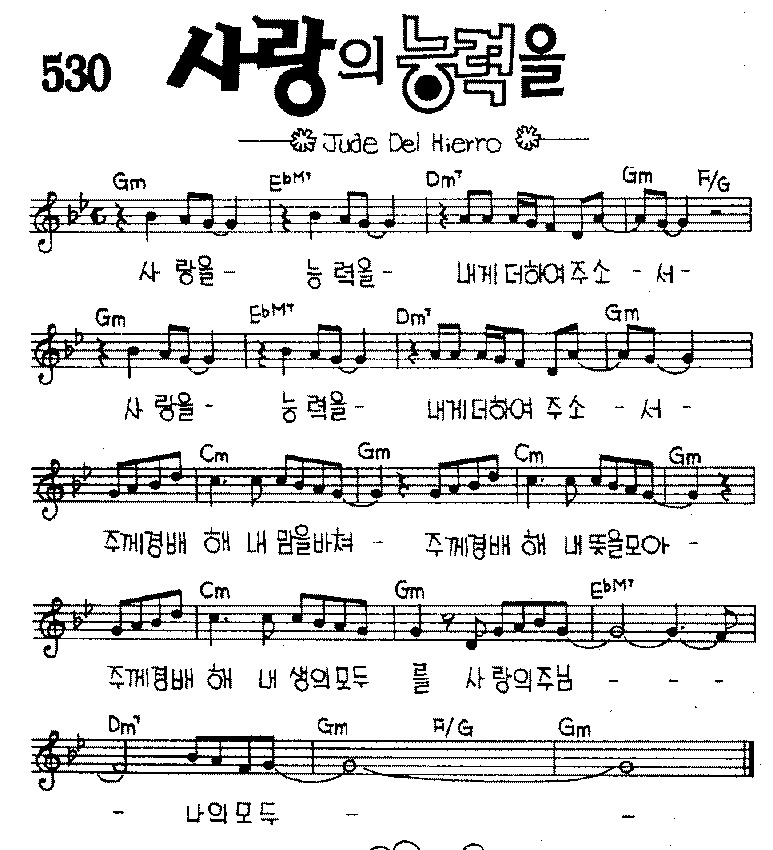 530 사랑의 능력을
Jude Del Hierro
Gm EbM7 Dm7 Gm F/G
사 랑을 - 능 력을 - 내게 더하여 주소 - 서 -
Gm EbM7 Dm7 Gm
사 랑을 - 능 력을 - 내게 더하여 주소 - 서 -
Cm Gm Cm Gm
주께경배 해 내 맘을바쳐 - 주께경배 해 내 뜻을모아 -
Cm Gm EbM7
주께경배 해 내 생의모두 를 사 랑의주님 - - -
Dm7 Gm F/G Gm
- 나의모두 - -